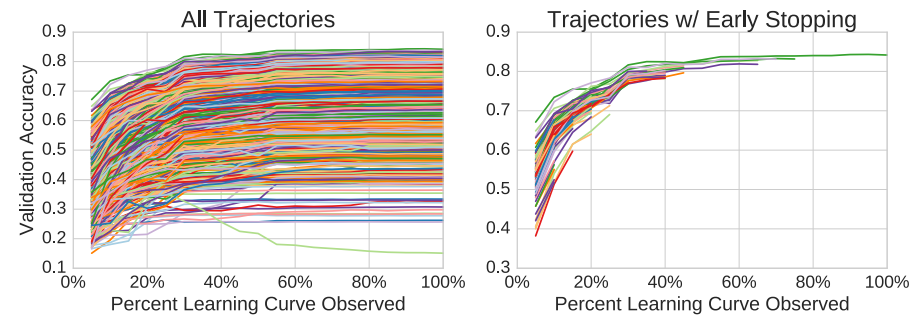 All Trajectories
0.9
0.8
0.7
0.6
0.5
0.4
0.3
0.2
0.1
Validation Accuracy
0% 20% 40% 60% 80% 100%
Percent Learning Curve Observed
Trajectories w/ Early Stopping
0.9
0.8
0.7
0.6
0.5
0.4
0.3
0% 20% 40% 60% 80% 100%
Percent Learning Curve Observed